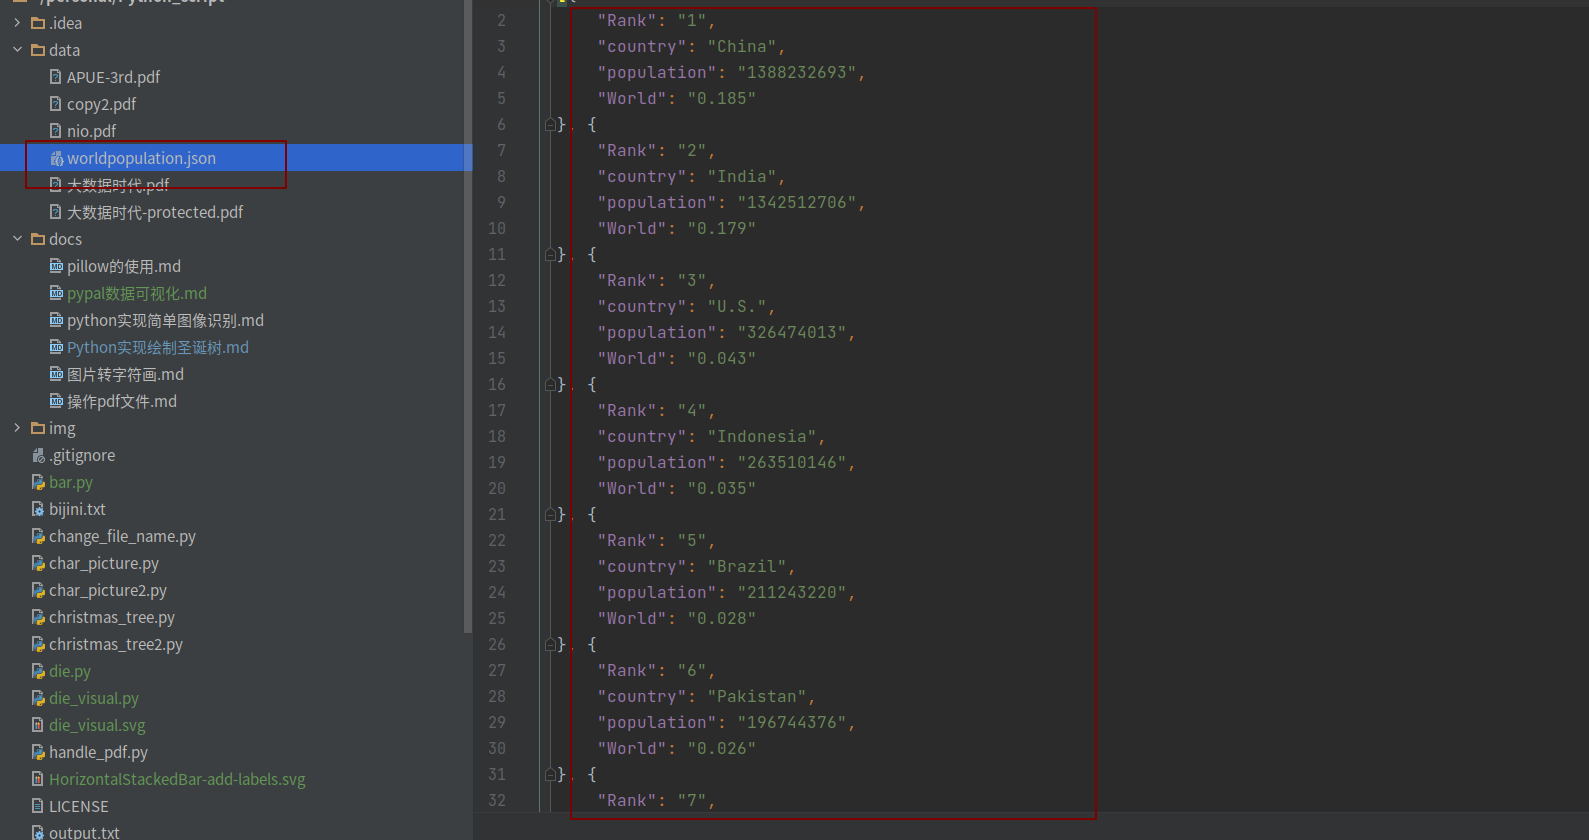 ~/personal/Python_script
.idea
data
APUE-3rd.pdf
copy2.pdf
nio.pdf
worldpopulation.json
大数据时代.pdf
大数据时代-protected.pdf
docs
pillow的使用.md
pypal数据可视化.md
python实现简单图像识别.md
Python实现绘制圣诞树.md
图片转字符画.md
操作pdf文件.md
img
.gitignore
bar.py
bijini.txt
change_file_name.py
char_picture.py
char_picture2.py
christmas_tree.py
christmas_tree2.py
die.py
die_visual.py
die_visual.svg
handle_pdf.py
HorizontalStackedBar-add-labels.svg
LICENSE
output.txt
2 "Rank": "1",
3 "country": "China",
4 "population": "1388232693",
5 "World": "0.185"
6 }, {
7 "Rank": "2",
8 "country": "India",
9 "population": "1342512706",
10 "World": "0.179"
11 }, {
12 "Rank": "3",
13 "country": "U.S.",
14 "population": "326474013",
15 "World": "0.043"
16 }, {
17 "Rank": "4",
18 "country": "Indonesia",
19 "population": "263510146",
20 "World": "0.035"
21 }, {
22 "Rank": "5",
23 "country": "Brazil",
24 "population": "211243220",
25 "World": "0.028"
26 }, {
27 "Rank": "6",
28 "country": "Pakistan",
29 "population": "196744376",
30 "World": "0.026"
31 }, {
32 "Rank": "7",